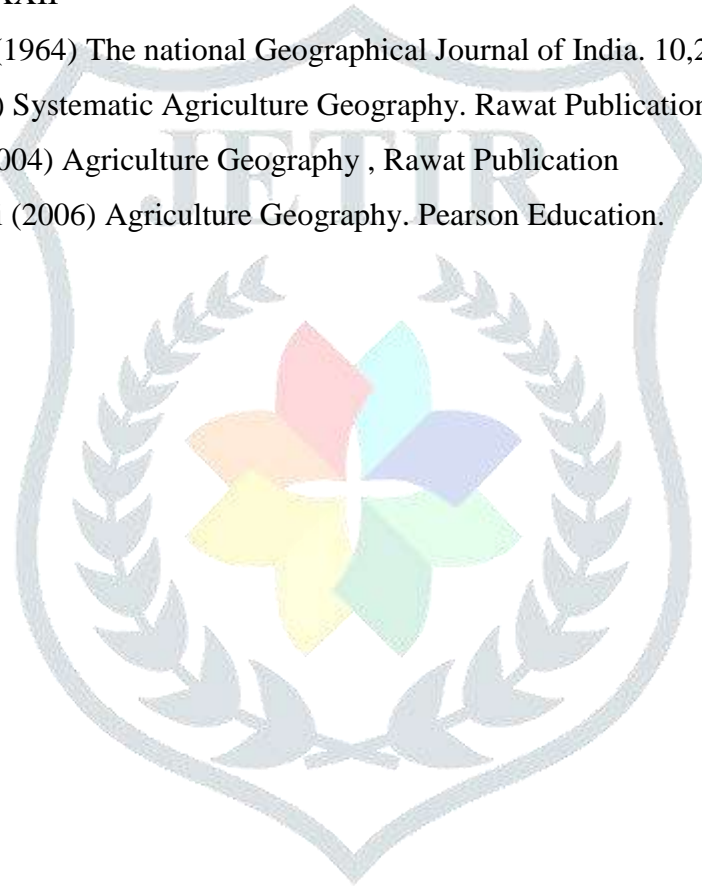 (1964) The national Geographical Journal of India. 10,2
) Systematic Agriculture Geography. Rawat Publication
004) Agriculture Geography , Rawat Publication
(2006) Agriculture Geography. Pearson Education.
JETIR